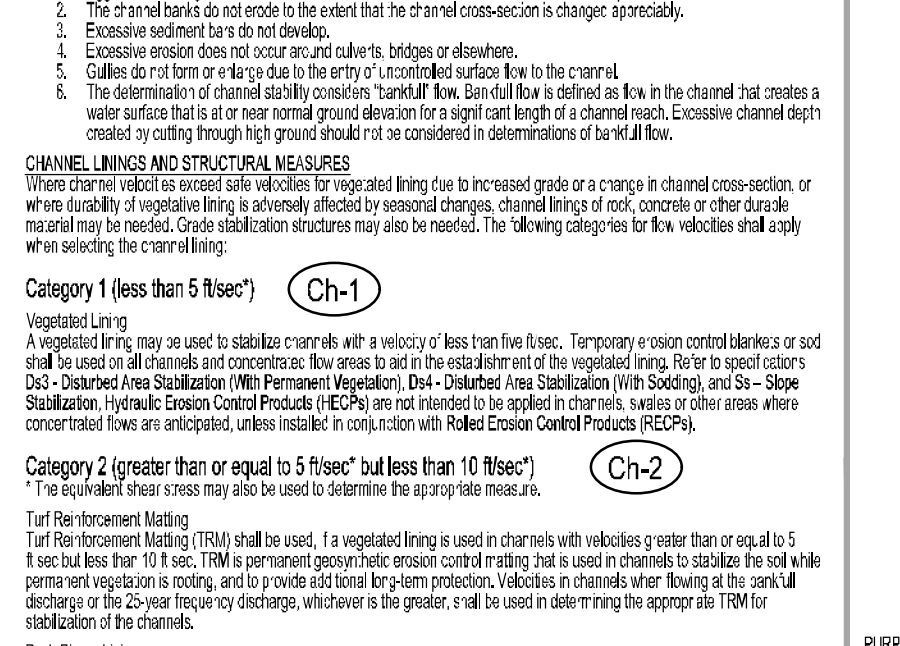 2. The channel banks do not erode to the extent that the channel cross-section is changed appreciably.
3. Excessive sediment bars do not develop.
4. Excessive erosion does not occur around culverts, bridges or elsewhere.
5. Gullies do not form or enlarge due to the entry of uncontrolled surface flow to the channel.
6. The determination of channel stability considers "bankfull" flow. Bankfull flow is defined as flow in the channel that creates a
water surface that is at or near normal ground elevation for a significant length of a channel reach. Excessive channel depth
created by cutting through high ground should not be considered in determinations of bankfull flow.
CHANNEL LININGS AND STRUCTURAL MEASURES
Where channel velocities exceed safe velocities for vegetated lining due to increased grade or a change in channel cross-section, or
where durability of vegetative lining is adversely affected by seasonal changes, channel linings of rock, concrete or other durable
material may be needed. Grade stabilization structures may also be needed. The following categories for flow velocities shall apply
when selecting the channel lining:
Category 1 (less than 5 ft/sec*) Ch-1
Vegetated Lining
A vegetated lining may be used to stabilize channels with a velocity of less than five ft/sec. Temporary erosion control blankets or sod
shall be used on all channels and concentrated flow areas to aid in the establishment of the vegetated lining. Refer to specifications
Ds3 - Disturbed Area Stabilization (With Permanent Vegetation), Ds4 - Disturbed Area Stabilization (With Sodding), and Ss – Slope
Stabilization, Hydraulic Erosion Control Products (HECPs) are not intended to be applied in channels, swales or other areas where
concentrated flows are anticipated, unless installed in conjunction with Rolled Erosion Control Products (RECPs).
Category 2 (greater than or equal to 5 ft/sec* but less than 10 ft/sec*) Ch-2
* The equivalent shear stress may also be used to determine the appropriate measure.
Turf Reinforcement Matting
Turf Reinforcement Matting (TRM) shall be used, if a vegetated lining is used in channels with velocities greater than or equal to 5
ft sec but less than 10 ft sec. TRM is permanent geosynthetic erosion control matting that is used in channels to stabilize the soil while
permanent vegetation is rooting, and to provide additional long-term protection. Velocities in channels when flowing at the bankfull
discharge or the 25-year frequency discharge, whichever is the greater, shall be used in determining the appropriate TRM for
stabilization of the channels.